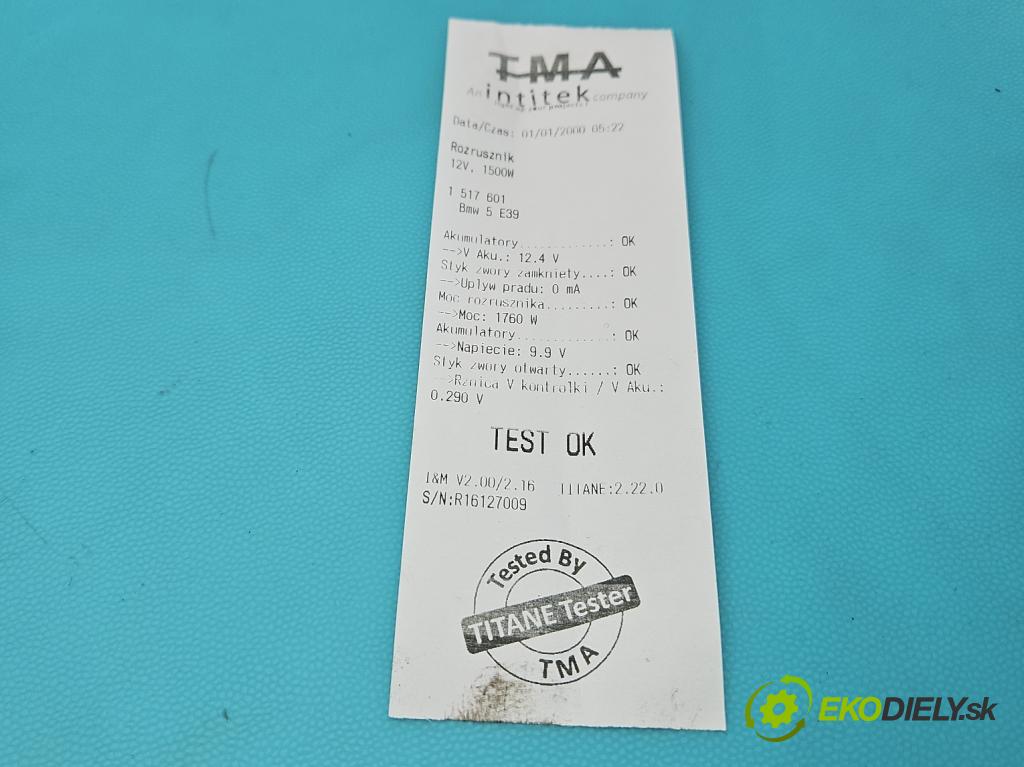 TMA
An intitek company
Data/Czas: 01/01/2000 05:22
Rozrusznik
12V, 1500W
1 517 601
Bmw 5 E39
Akumulatory............: OK
-->V Aku.: 12.4 V
Styk zwory zamkniety....: OK
-->Uplyw pradu: 0 mA
Moc rozrusznika.........: OK
-->Moc: 1760 W
Akumulatory............: OK
-->Napiecie: 9.9 V
Styk zwory otwarty......: OK
-->Rznica V kontrolki / V Aku.:
0.290 V
TEST OK
I&M V2.00/2.16 TITANE:2.22.0
S/N:R16127009
Tested By
TITANE Tester
TMA
EKODIELY.sk